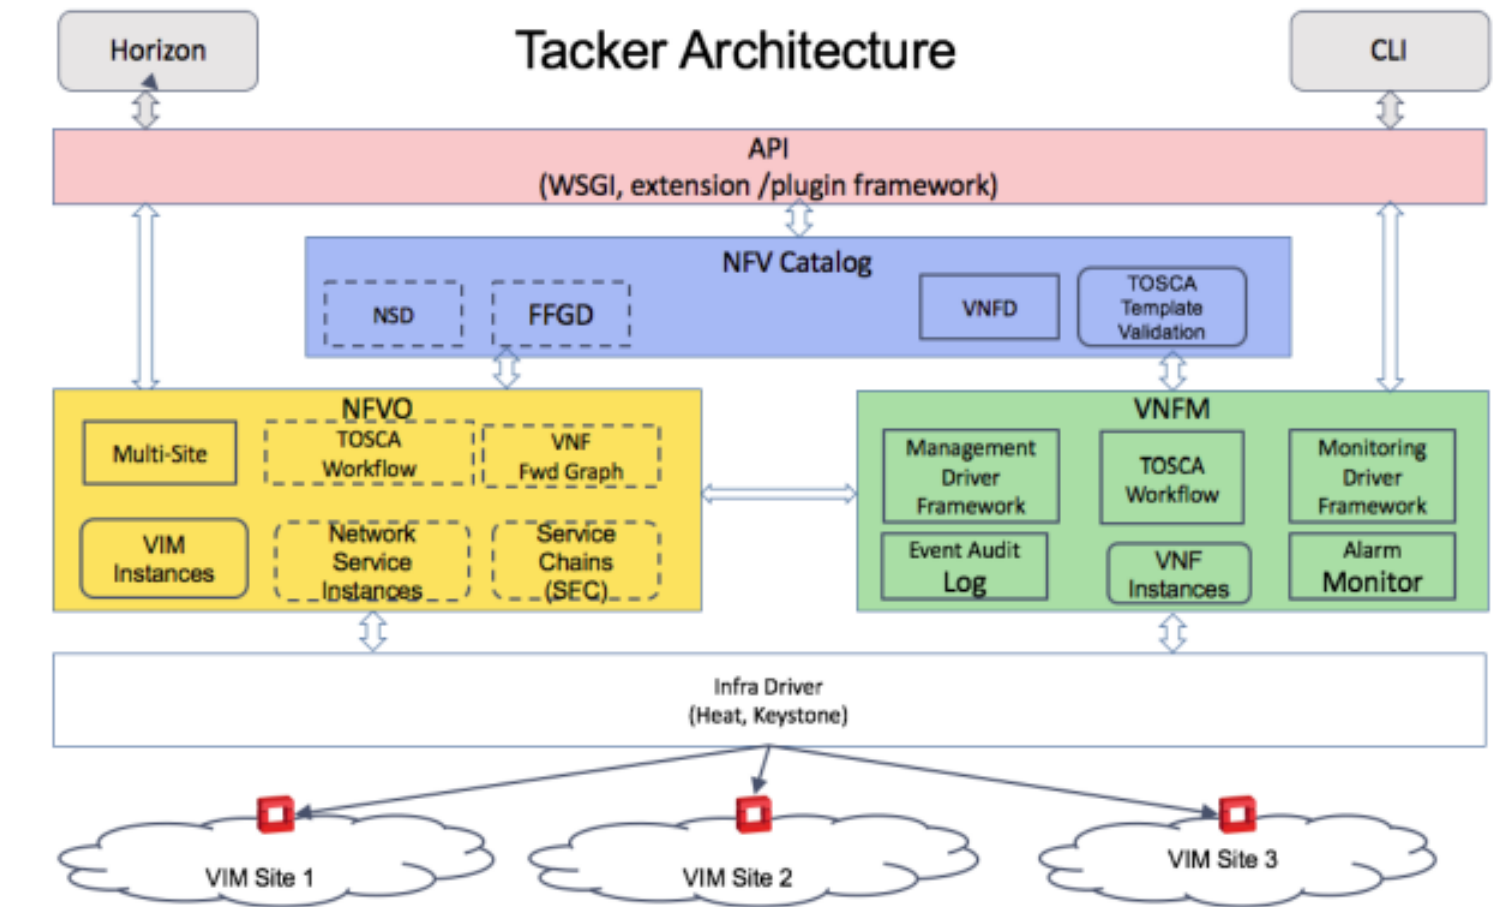 Horizon
Tacker Architecture
CLI
API
(WSGI, extension /plugin framework)
NFV Catalog
NSD
FFGD
VNFD
TOSCA
Template
Validation
NFVO
Multi-Site
TOSCA
Workflow
VNF
Fwd Graph
VIM
Instances
Network
Service
Instances
Service
Chains
(SEC)
VNFM
Management
Driver
Framework
TOSCA
Workflow
Monitoring
Driver
Framework
Event Audit
Log
VNF
Instances
Alarm
Monitor
Infra Driver
(Heat, Keystone)
VIM Site 1
VIM Site 2
VIM Site 3